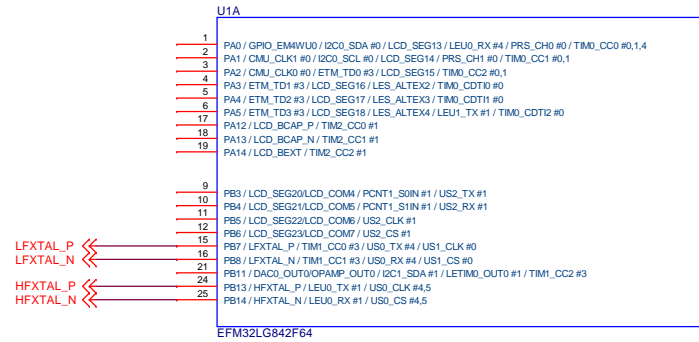 U1A
1 PA0 / GPIO_EM4WU0 / I2C0_SDA #0 / LCD_SEG13 / LEU0_RX #4 / PRS_CH0 #0 / TIM0_CC0 #0,1,4
2 PA1 / CMU_CLK1 #0 / I2C0_SCL #0 / LCD_SEG14 / PRS_CH1 #0 / TIM0_CC1 #0,1
3 PA2 / CMU_CLK0 #0 / ETM_TD0 #3 / LCD_SEG15 / TIM0_CC2 #0,1
4 PA3 / ETM_TD1 #3 / LCD_SEG16 / LES_ALTEX2 / TIM0_CDTI0 #0
5 PA4 / ETM_TD2 #3 / LCD_SEG17 / LES_ALTEX3 / TIM0_CDTI1 #0
6 PA5 / ETM_TD3 #3 / LCD_SEG18 / LES_ALTEX4 / LEU1_TX #1 / TIM0_CDTI2 #0
17 PA12 / LCD_BCAP_P / TIM2_CC0 #1
18 PA13 / LCD_BCAP_N / TIM2_CC1 #1
19 PA14 / LCD_BEXT / TIM2_CC2 #1
9 PB3 / LCD_SEG20/LCD_COM4 / PCNT1_S0IN #1 / US2_TX #1
10 PB4 / LCD_SEG21/LCD_COM5 / PCNT1_S1IN #1 / US2_RX #1
11 PB5 / LCD_SEG22/LCD_COM6 / US2_CLK #1
12 PB6 / LCD_SEG23/LCD_COM7 / US2_CS #1
LFXTAL_P 15 PB7 / LFXTAL_P / TIM1_CC0 #3 / US0_TX #4 / US1_CLK #0
LFXTAL_N 16 PB8 / LFXTAL_N / TIM1_CC1 #3 / US0_RX #4 / US1_CS #0
21 PB11 / DAC0_OUT0/OPAMP_OUT0 / I2C1_SDA #1 / LETIM0_OUT0 #1 / TIM1_CC2 #3
HFXTAL_P 24 PB13 / HFXTAL_P / LEU0_TX #1 / US0_CLK #4,5
HFXTAL_N 25 PB14 / HFXTAL_N / LEU0_RX #1 / US0_CS #4,5
EFM32LG842F64